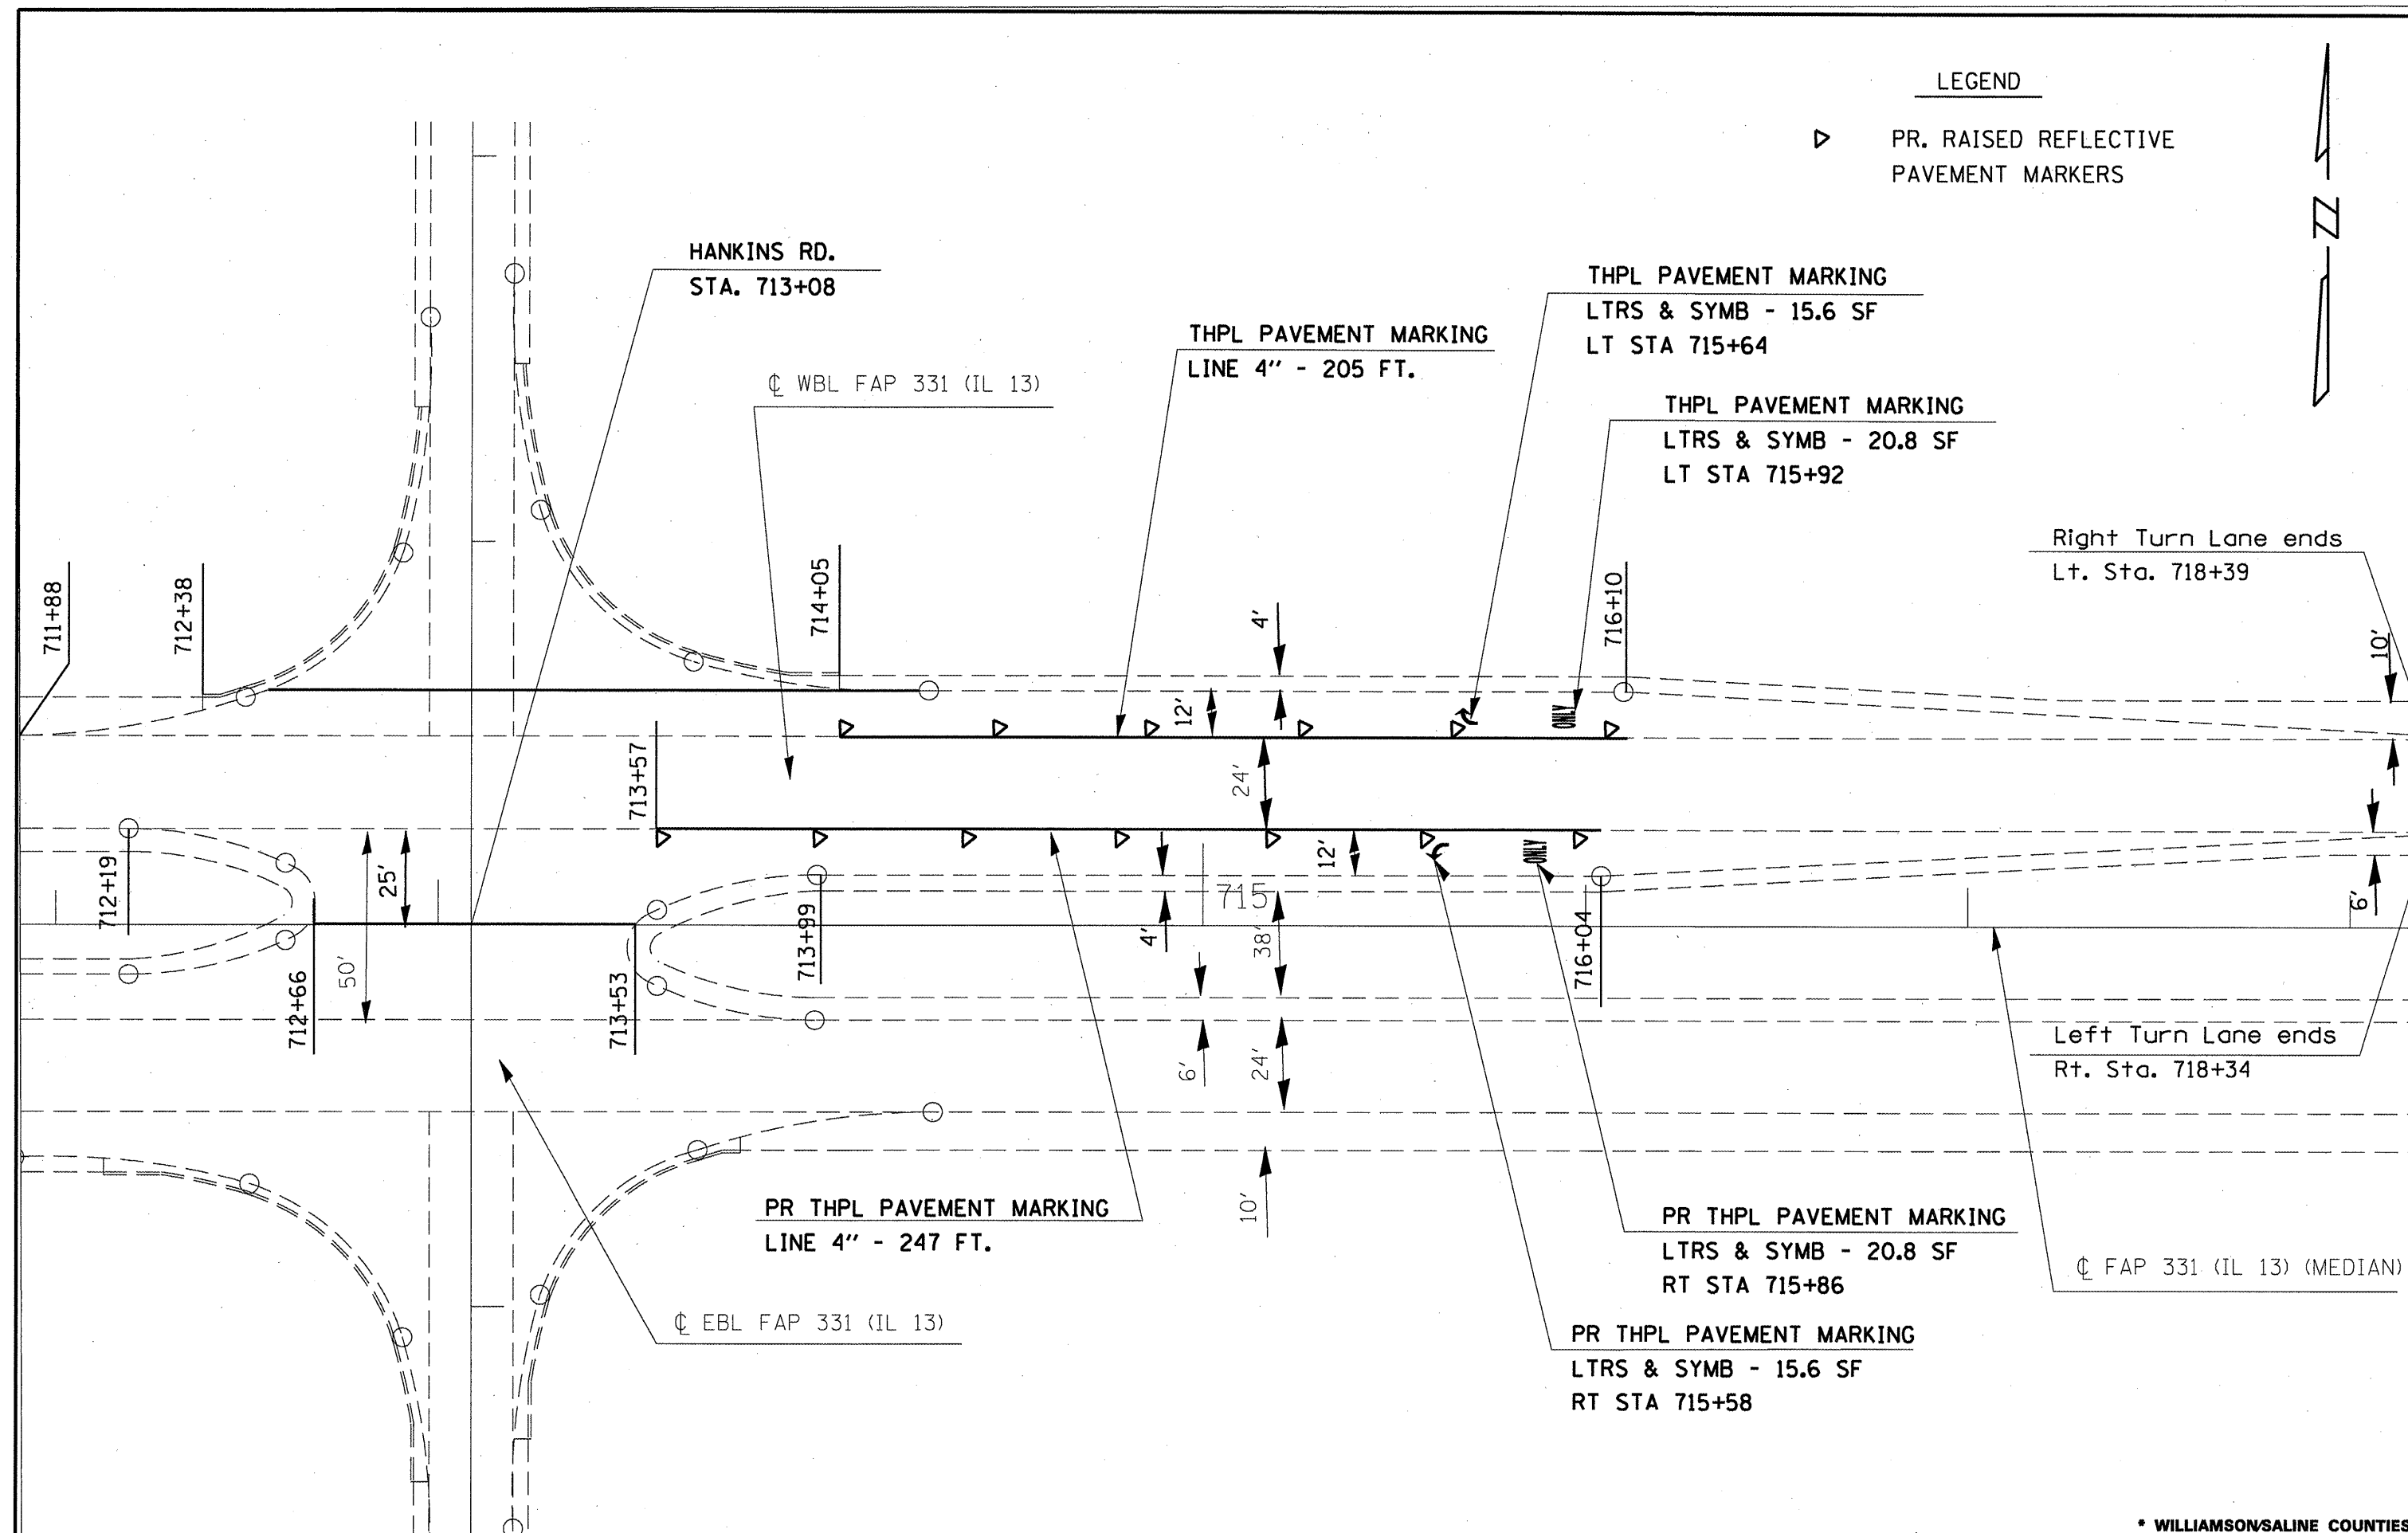 LEGEND
PR. RAISED REFLECTIVE
PAVEMENT MARKERS
N
HANKINS RD.
STA. 713+08
THPL PAVEMENT MARKING
LTRS & SYMB - 15.6 SF
LT STA 715+64
THPL PAVEMENT MARKING
LINE 4″ - 205 FT.
℄ WBL FAP 331 (IL 13)
THPL PAVEMENT MARKING
LTRS & SYMB - 20.8 SF
LT STA 715+92
Right Turn Lane ends
Lt. Sta. 718+39
711+88
712+38
714+05
4′
716+10
10′
12′
ONLY
713+57
24′
712+19
25′
12′
ONLY
715
6′
713+99
4′
38′
716+04
50′
712+66
713+53
6′
24′
Left Turn Lane ends
Rt. Sta. 718+34
10′
PR THPL PAVEMENT MARKING
LINE 4″ - 247 FT.
PR THPL PAVEMENT MARKING
LTRS & SYMB - 20.8 SF
RT STA 715+86
℄ FAP 331 (IL 13) (MEDIAN)
℄ EBL FAP 331 (IL 13)
PR THPL PAVEMENT MARKING
LTRS & SYMB - 15.6 SF
RT STA 715+58
* WILLIAMSON/SALINE COUNTIES